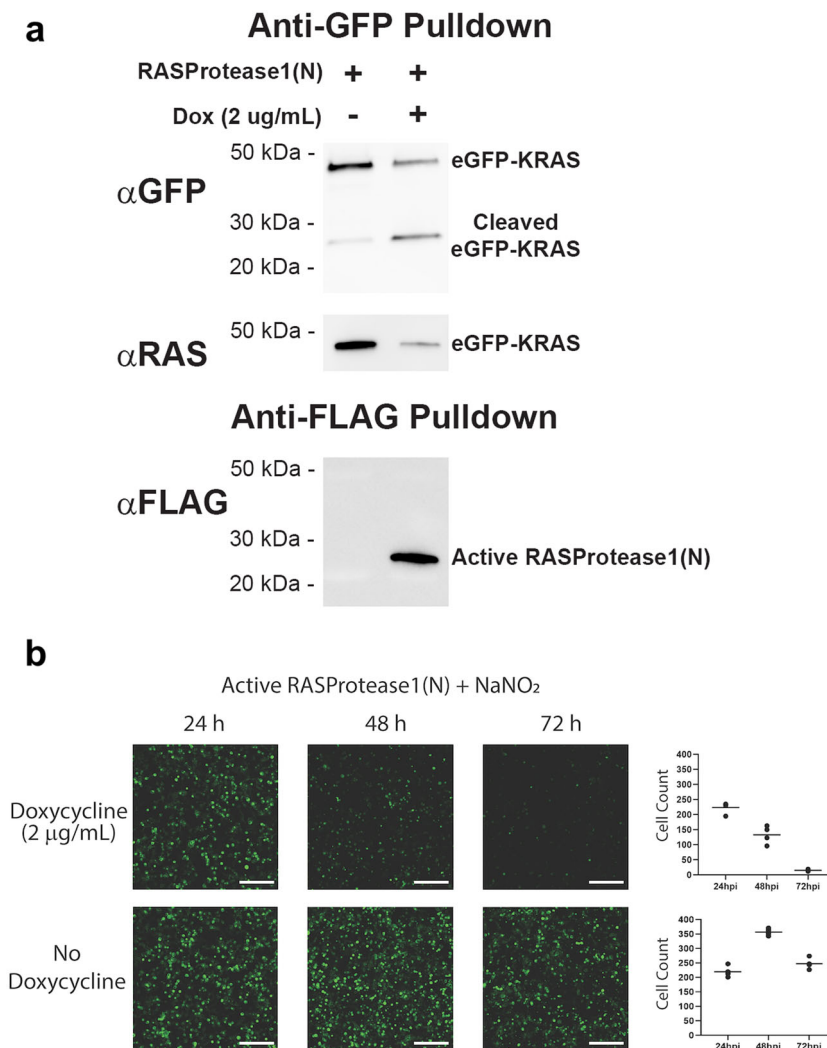 a
Anti-GFP Pulldown
RASProtease1(N) + +
Dox (2 ug/mL) - +
αGFP
50 kDa -
eGFP-KRAS
30 kDa -
Cleaved
eGFP-KRAS
20 kDa -
αRAS
50 kDa -
eGFP-KRAS
Anti-FLAG Pulldown
αFLAG
50 kDa -
30 kDa -
Active RASProtease1(N)
20 kDa -
b
Active RASProtease1(N) + NaNO₂
24 h 48 h 72 h
Doxycycline
(2 μg/mL)
Cell Count
400
350
300
250
200
150
100
50
0
24hpi 48hpi 72hpi
No
Doxycycline
Cell Count
400
350
300
250
200
150
100
50
0
24hpi 48hpi 72hpi